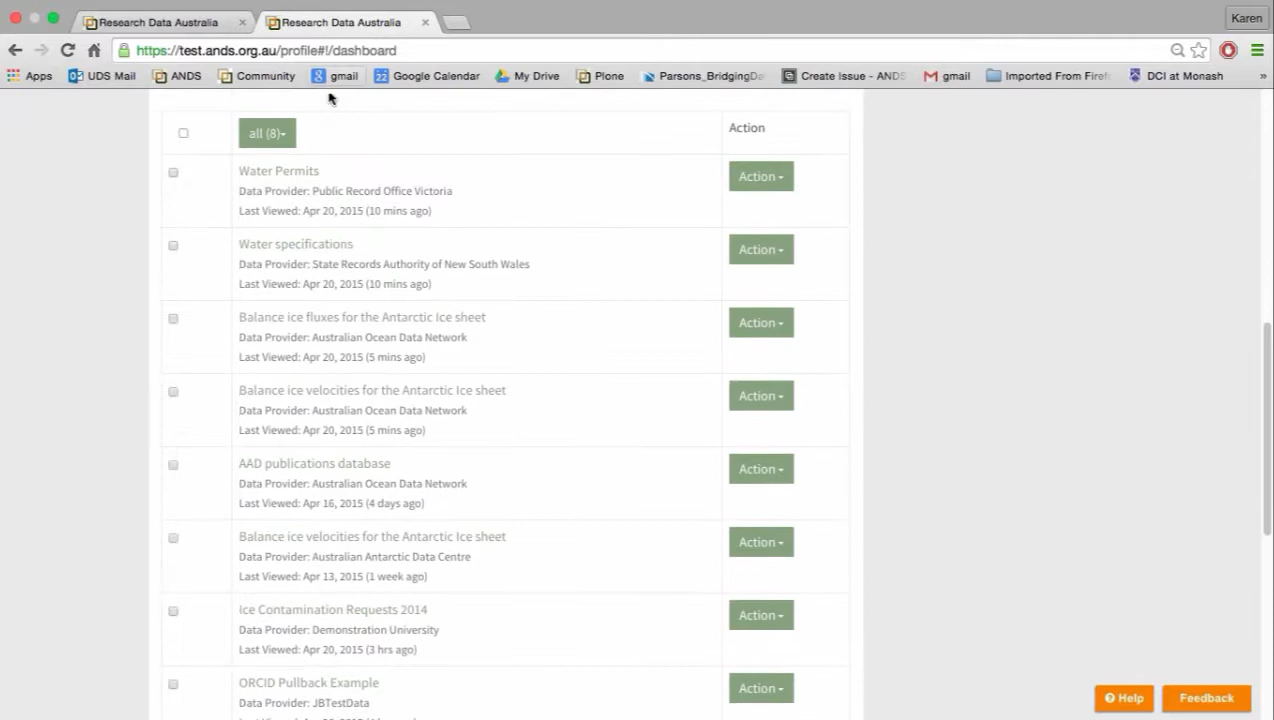 Research Data Australia
Research Data Australia
Karen
https://test.ands.org.au/profile#!/dashboard
Apps
UDS Mail
ANDS
Community
gmail
Google Calendar
My Drive
Plone
Parsons_BridgingDa
Create Issue - ANDS
gmail
Imported From Firef
DCI at Monash
»
all (8)
Action
Water Permits
Data Provider: Public Record Office Victoria
Last Viewed: Apr 20, 2015 (10 mins ago)
Action
Water specifications
Data Provider: State Records Authority of New South Wales
Last Viewed: Apr 20, 2015 (10 mins ago)
Action
Balance ice fluxes for the Antarctic Ice sheet
Data Provider: Australian Ocean Data Network
Last Viewed: Apr 20, 2015 (5 mins ago)
Action
Balance ice velocities for the Antarctic Ice sheet
Data Provider: Australian Ocean Data Network
Last Viewed: Apr 20, 2015 (5 mins ago)
Action
AAD publications database
Data Provider: Australian Ocean Data Network
Last Viewed: Apr 16, 2015 (4 days ago)
Action
Balance ice velocities for the Antarctic Ice sheet
Data Provider: Australian Antarctic Data Centre
Last Viewed: Apr 13, 2015 (1 week ago)
Action
Ice Contamination Requests 2014
Data Provider: Demonstration University
Last Viewed: Apr 20, 2015 (3 hrs ago)
Action
ORCID Pullback Example
Data Provider: JBTestData
Action
Help
Feedback